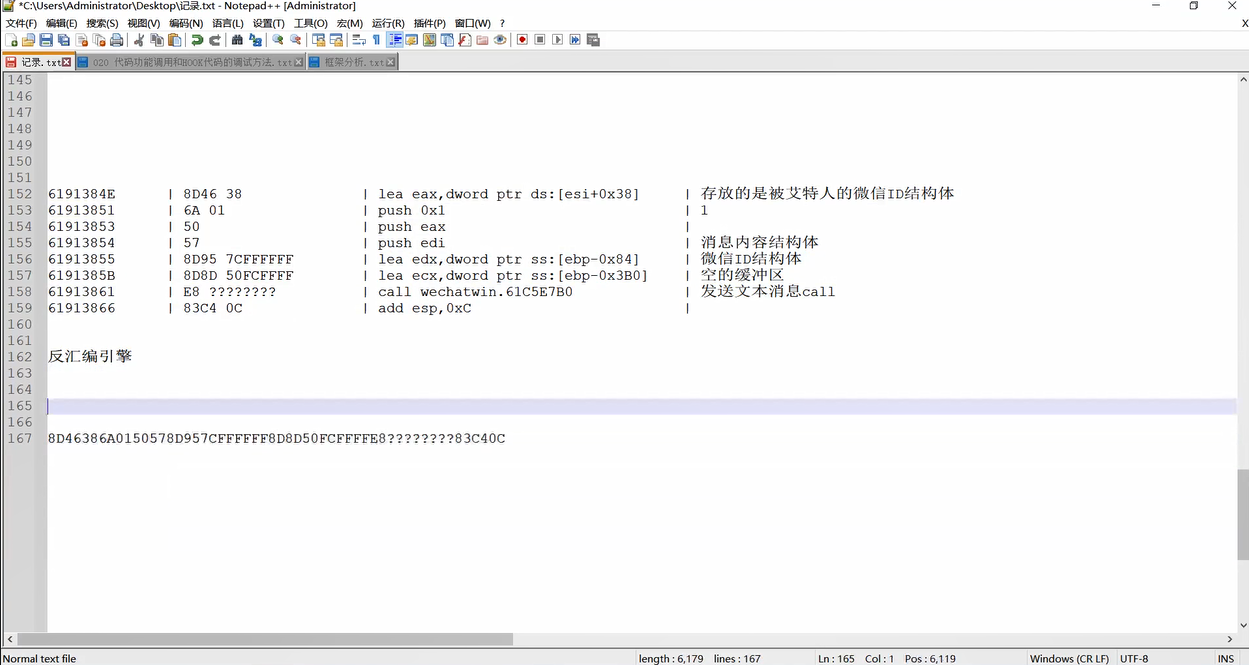 *C:\Users\Administrator\Desktop\记录.txt - Notepad++ [Administrator]
文件(F) 编辑(E) 搜索(S) 视图(V) 编码(N) 语言(L) 设置(T) 工具(O) 宏(M) 运行(R) 插件(P) 窗口(W) ? X
记录.txt 020 代码功能调用和HOOK代码的调试方法.txt 框架分析.txt
145
146
147
148
149
150
151
152 6191384E | 8D46 38 | lea eax,dword ptr ds:[esi+0x38] | 存放的是被艾特人的微信ID结构体
153 61913851 | 6A 01 | push 0x1 | 1
154 61913853 | 50 | push eax |
155 61913854 | 57 | push edi | 消息内容结构体
156 61913855 | 8D95 7CFFFFFF | lea edx,dword ptr ss:[ebp-0x84] | 微信ID结构体
157 6191385B | 8D8D 50FCFFFF | lea ecx,dword ptr ss:[ebp-0x3B0] | 空的缓冲区
158 61913861 | E8 ???????? | call wechatwin.61C5E7B0 | 发送文本消息call
159 61913866 | 83C4 0C | add esp,0xC |
160
161
162 反汇编引擎
163
164
165
166
167 8D46386A0150578D957CFFFFFF8D8D50FCFFFFE8????????83C40C
Normal text file length : 6,179 lines : 167 Ln : 165 Col : 1 Pos : 6,119 Windows (CR LF) UTF-8 INS